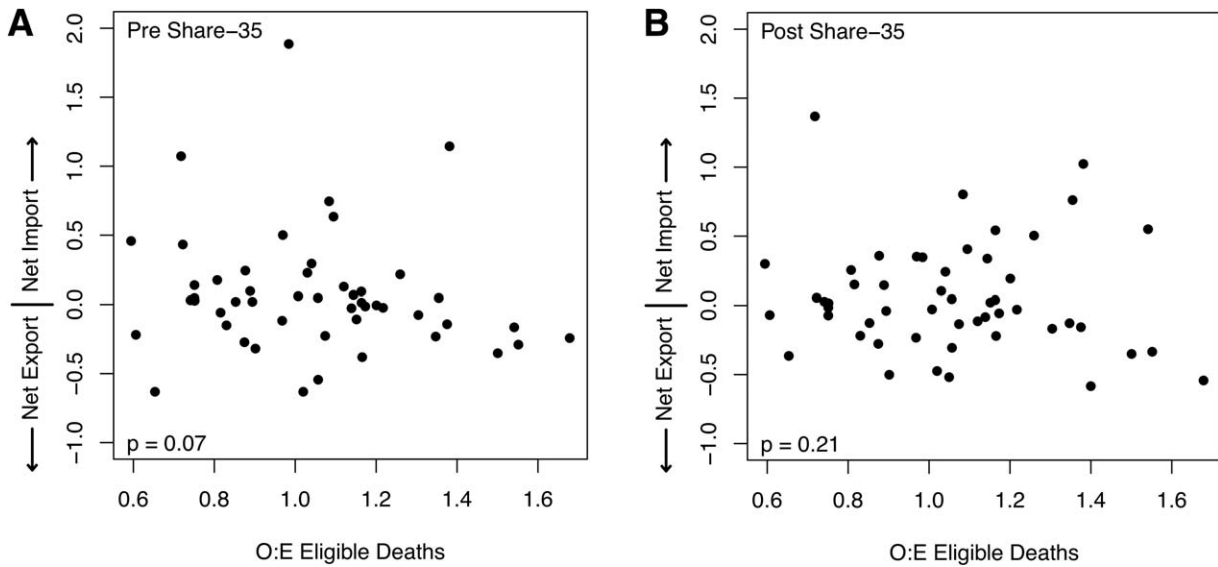 A
Pre Share−35
2.0
1.5
1.0
0.5
0.0
−0.5
−1.0
Net Export | Net Import
p = 0.07
0.6 0.8 1.0 1.2 1.4 1.6
O:E Eligible Deaths
B
Post Share−35
2.0
1.5
1.0
0.5
0.0
−0.5
−1.0
Net Export | Net Import
p = 0.21
0.6 0.8 1.0 1.2 1.4 1.6
O:E Eligible Deaths